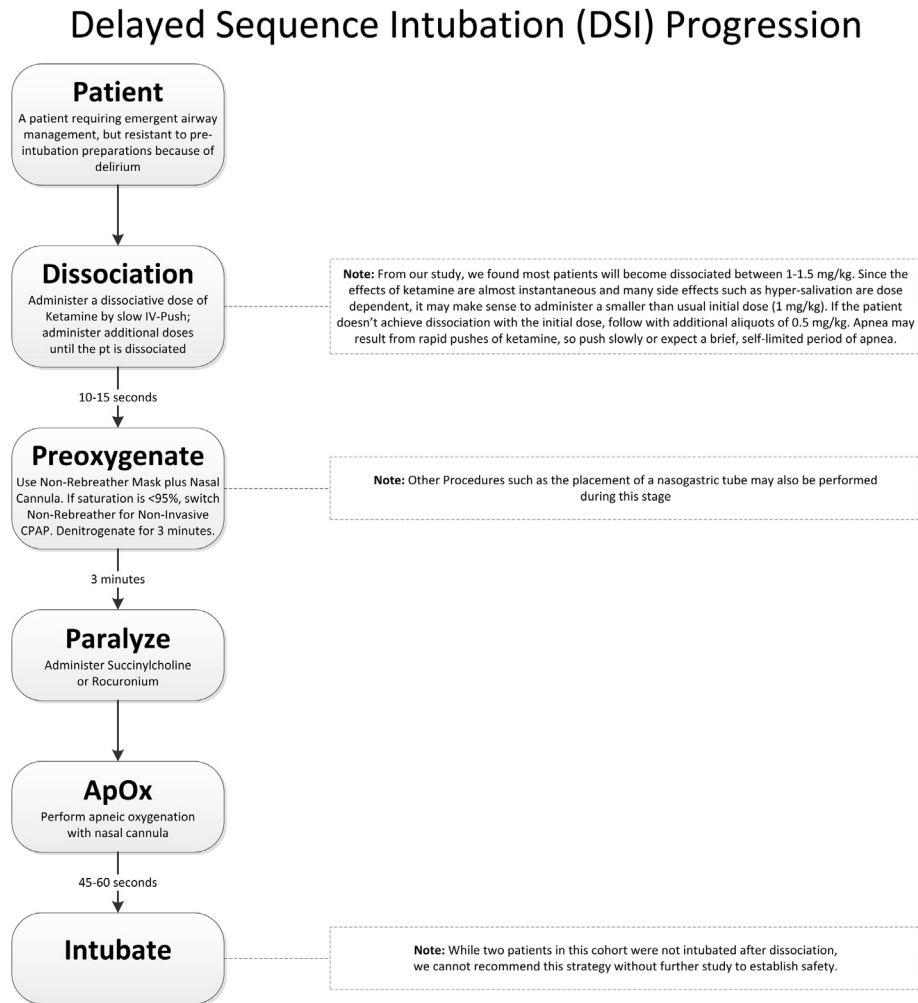 Delayed Sequence Intubation (DSI) Progression
Patient
A patient requiring emergent airway
management, but resistant to pre-
intubation preparations because of
delirium
Dissociation
Administer a dissociative dose of
Ketamine by slow IV-Push;
administer additional doses
until the pt is dissociated
Note: From our study, we found most patients will become dissociated between 1-1.5 mg/kg. Since the
effects of ketamine are almost instantaneous and many side effects such as hyper-salivation are dose
dependent, it may make sense to administer a smaller than usual initial dose (1 mg/kg). If the patient
doesn't achieve dissociation with the initial dose, follow with additional aliquots of 0.5 mg/kg. Apnea may
result from rapid pushes of ketamine, so push slowly or expect a brief, self-limited period of apnea.
10-15 seconds
Preoxygenate
Use Non-Rebreather Mask plus Nasal
Cannula. If saturation is <95%, switch
Non-Rebreather for Non-Invasive
CPAP. Denitrogenate for 3 minutes.
Note: Other Procedures such as the placement of a nasogastric tube may also be performed
during this stage
3 minutes
Paralyze
Administer Succinylcholine
or Rocuronium
ApOx
Perform apneic oxygenation
with nasal cannula
45-60 seconds
Intubate
Note: While two patients in this cohort were not intubated after dissociation,
we cannot recommend this strategy without further study to establish safety.